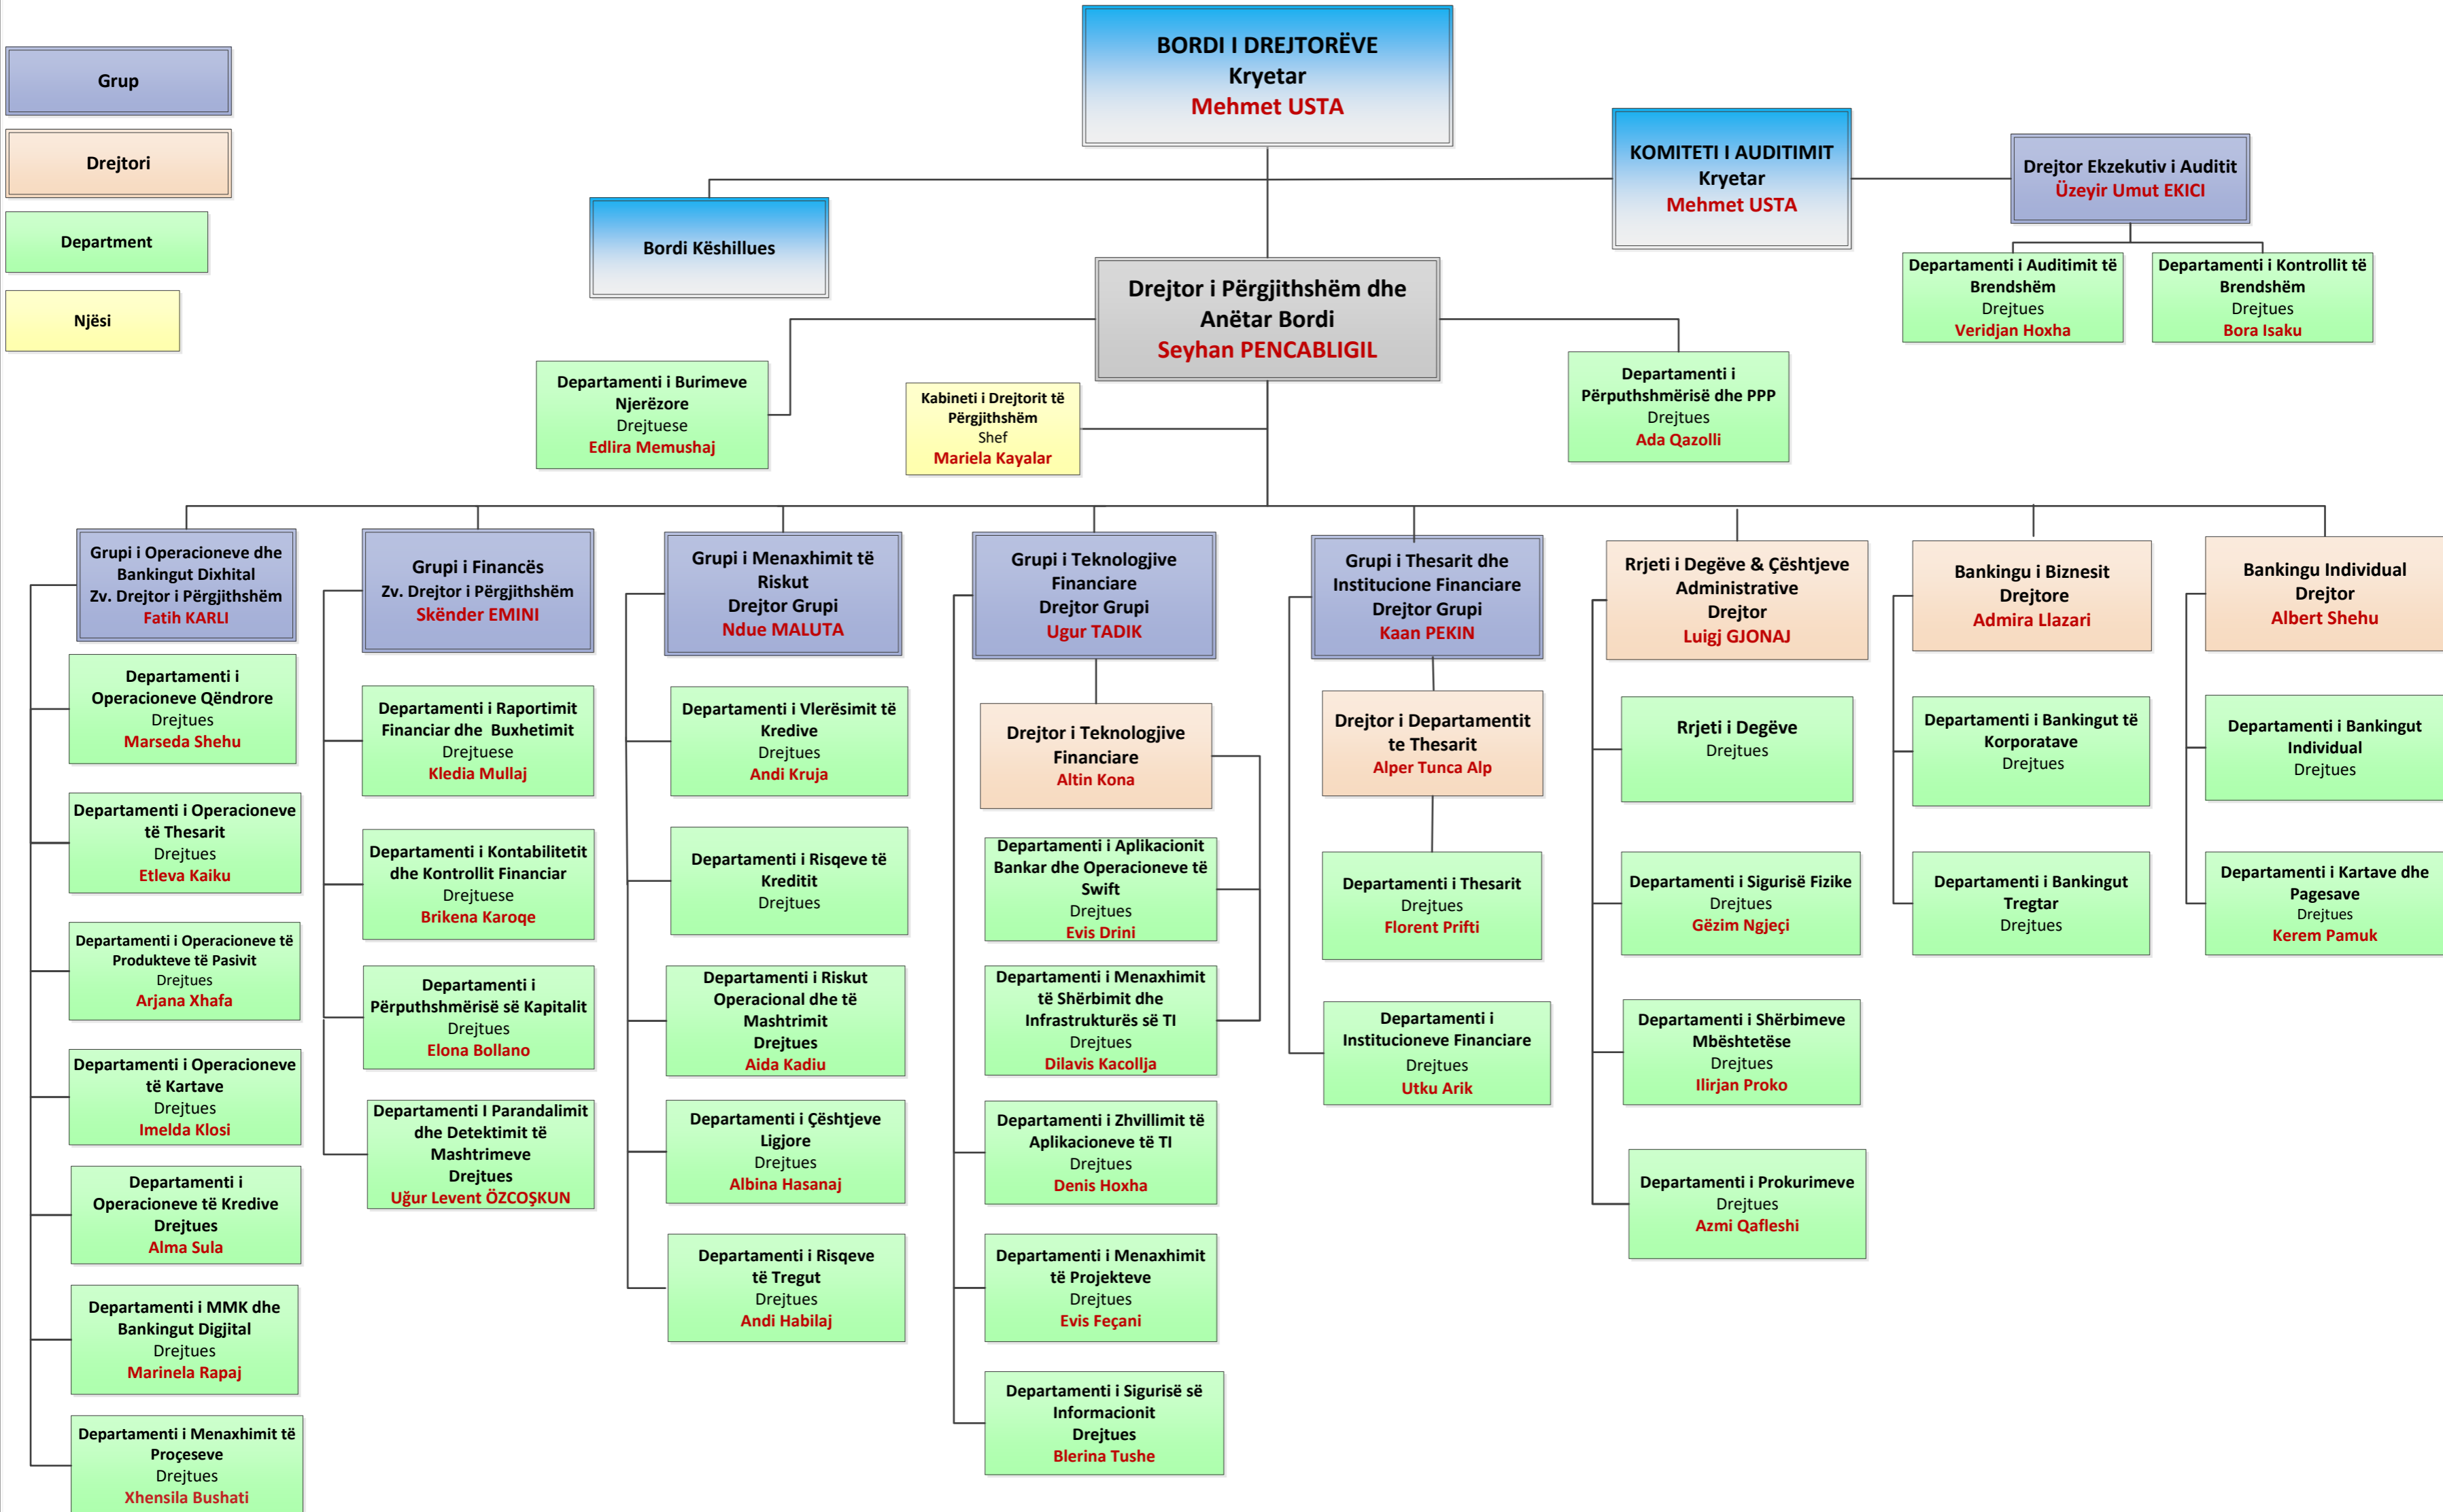 Grup
Drejtori
Department
Njësi
BORDI I DREJTORËVE
Kryetar
Mehmet USTA
KOMITETI I AUDITIMIT
Kryetar
Mehmet USTA
Drejtor Ekzekutiv i Auditit
Üzeyir Umut EKICI
Bordi Këshillues
Departamenti i Auditimit të
Brendshëm
Drejtues
Veridjan Hoxha
Departamenti i Kontrollit të
Brendshëm
Drejtues
Bora Isaku
Drejtor i Përgjithshëm dhe
Anëtar Bordi
Seyhan PENCABLIGIL
Departamenti i Burimeve
Njerëzore
Drejtuese
Edlira Memushaj
Kabineti i Drejtorit të
Përgjithshëm
Shef
Mariela Kayalar
Departamenti i
Përputhshmërisë dhe PPP
Drejtues
Ada Qazolli
Grupi i Operacioneve dhe
Bankingut Dixhital
Zv. Drejtor i Përgjithshëm
Fatih KARLI
Departamenti i
Operacioneve Qëndrore
Drejtues
Marseda Shehu
Departamenti i Operacioneve
të Thesarit
Drejtues
Etleva Kaiku
Departamenti i Operacioneve të
Produkteve të Pasivit
Drejtues
Arjana Xhafa
Departamenti i Operacioneve
të Kartave
Drejtues
Imelda Klosi
Departamenti i
Operacioneve të Kredive
Drejtues
Alma Sula
Departamenti i MMK dhe
Bankingut Digjital
Drejtues
Marinela Rapaj
Departamenti i Menaxhimit të
Proçeseve
Drejtues
Xhensila Bushati
Grupi i Financës
Zv. Drejtor i Përgjithshëm
Skënder EMINI
Departamenti i Raportimit
Financiar dhe Buxhetimit
Drejtuese
Kledia Mullaj
Departamenti i Kontabilitetit
dhe Kontrollit Financiar
Drejtuese
Brikena Karoqe
Departamenti i
Përputhshmërisë së Kapitalit
Drejtues
Elona Bollano
Departamenti I Parandalimit
dhe Detektimit të
Mashtrimeve
Drejtues
Uğur Levent ÖZCOŞKUN
Grupi i Menaxhimit të
Riskut
Drejtor Grupi
Ndue MALUTA
Departamenti i Vlerësimit të
Kredive
Drejtues
Andi Kruja
Departamenti i Risqeve të
Kreditit
Drejtues
Departamenti i Riskut
Operacional dhe të
Mashtrimit
Drejtues
Aida Kadiu
Departamenti i Çështjeve
Ligjore
Drejtues
Albina Hasanaj
Departamenti i Risqeve
të Tregut
Drejtues
Andi Habilaj
Grupi i Teknologjive
Financiare
Drejtor Grupi
Ugur TADIK
Drejtor i Teknologjive
Financiare
Altin Kona
Departamenti i Aplikacionit
Bankar dhe Operacioneve të
Swift
Drejtues
Evis Drini
Departamenti i Menaxhimit
të Shërbimit dhe
Infrastrukturës së TI
Drejtues
Dilavis Kacollja
Departamenti i Zhvillimit të
Aplikacioneve të TI
Drejtues
Denis Hoxha
Departamenti i Menaxhimit
të Projekteve
Drejtues
Evis Feçani
Departamenti i Sigurisë së
Informacionit
Drejtues
Blerina Tushe
Grupi i Thesarit dhe
Institucione Financiare
Drejtor Grupi
Kaan PEKIN
Drejtor i Departamentit
te Thesarit
Alper Tunca Alp
Departamenti i Thesarit
Drejtues
Florent Prifti
Departamenti i
Institucioneve Financiare
Drejtues
Utku Arik
Rrjeti i Degëve & Çështjeve
Administrative
Drejtor
Luigj GJONAJ
Rrjeti i Degëve
Drejtues
Departamenti i Sigurisë Fizike
Drejtues
Gëzim Ngjeçi
Departamenti i Shërbimeve
Mbështetëse
Drejtues
Ilirjan Proko
Departamenti i Prokurimeve
Drejtues
Azmi Qafleshi
Bankingu i Biznesit
Drejtore
Admira Llazari
Departamenti i Bankingut të
Korporatave
Drejtues
Departamenti i Bankingut
Tregtar
Drejtues
Bankingu Individual
Drejtor
Albert Shehu
Departamenti i Bankingut
Individual
Drejtues
Departamenti i Kartave dhe
Pagesave
Drejtues
Kerem Pamuk